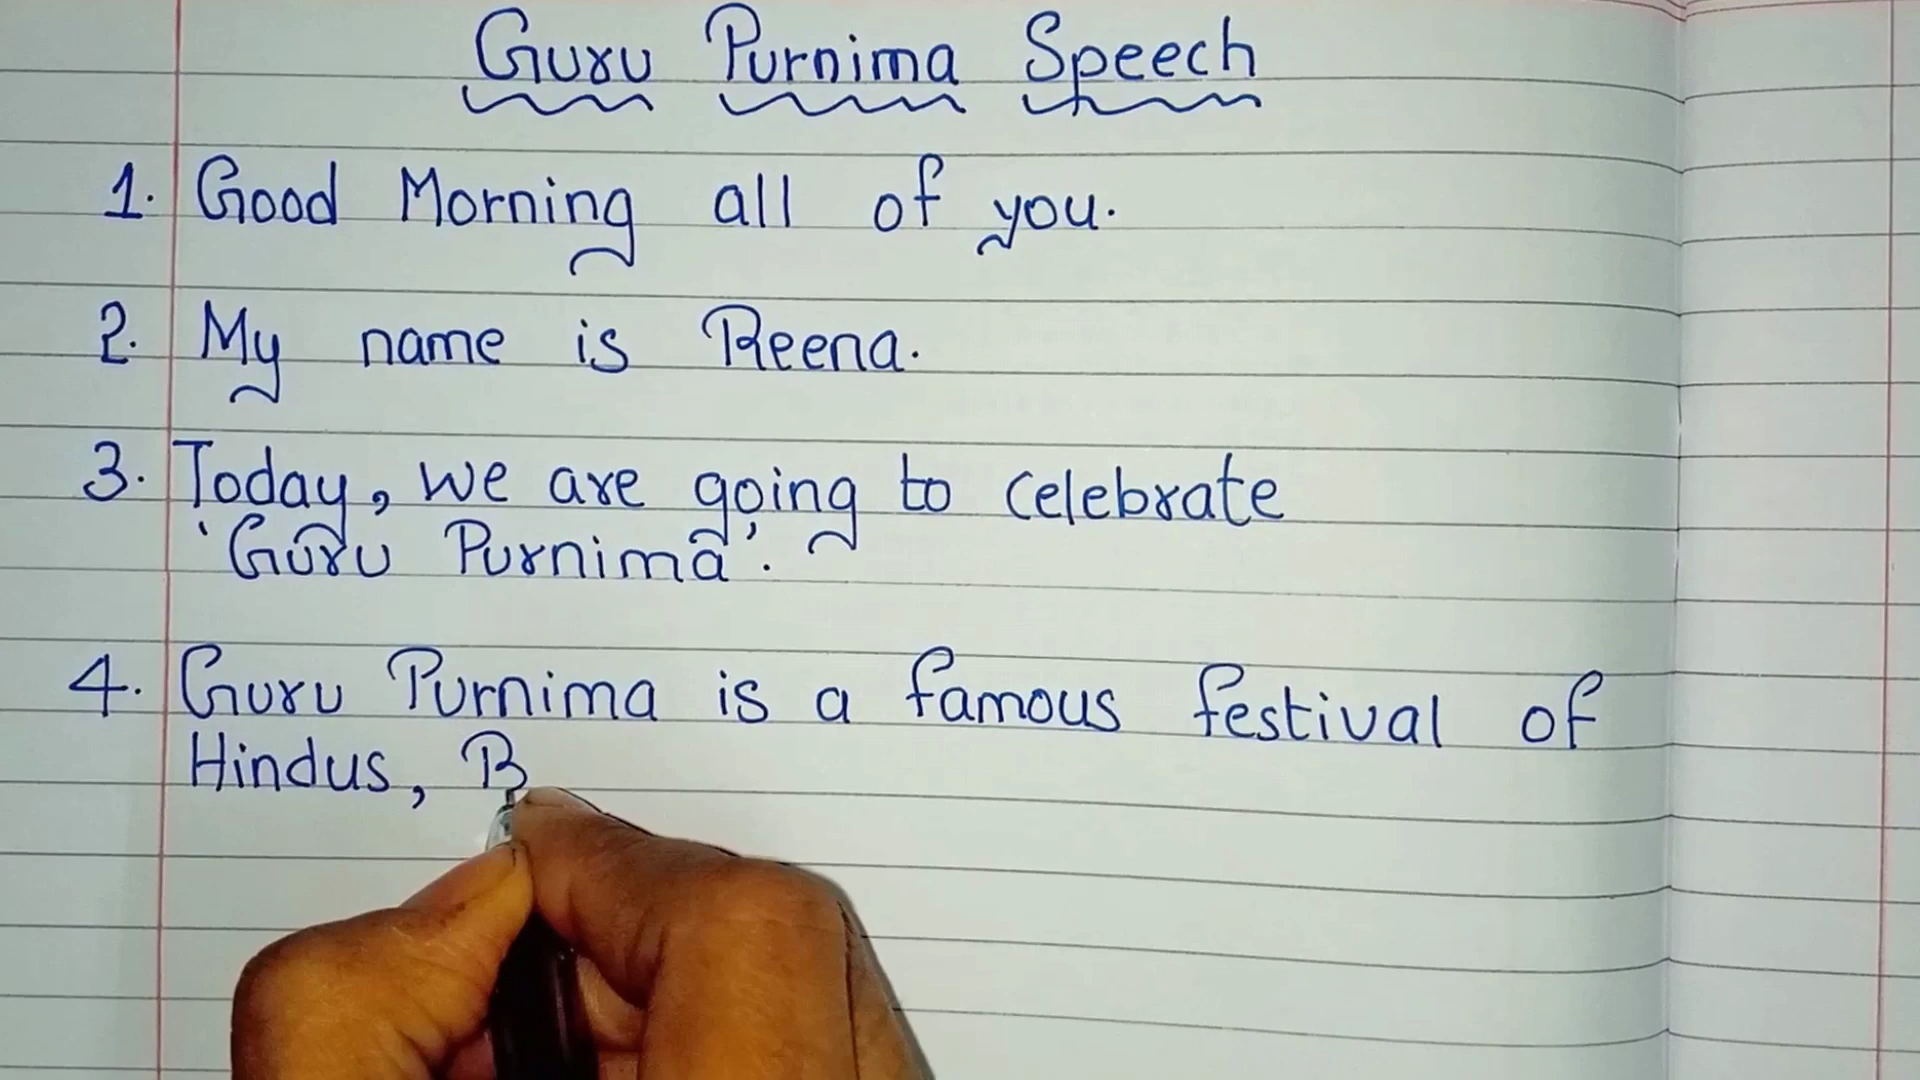 Guru Purnima Speech
1. Good Morning all of you.
2. My name is Reena.
3. Today, we are going to celebrate
'Guru Purnima'.
4. Guru Purnima is a famous festival of
Hindus, B